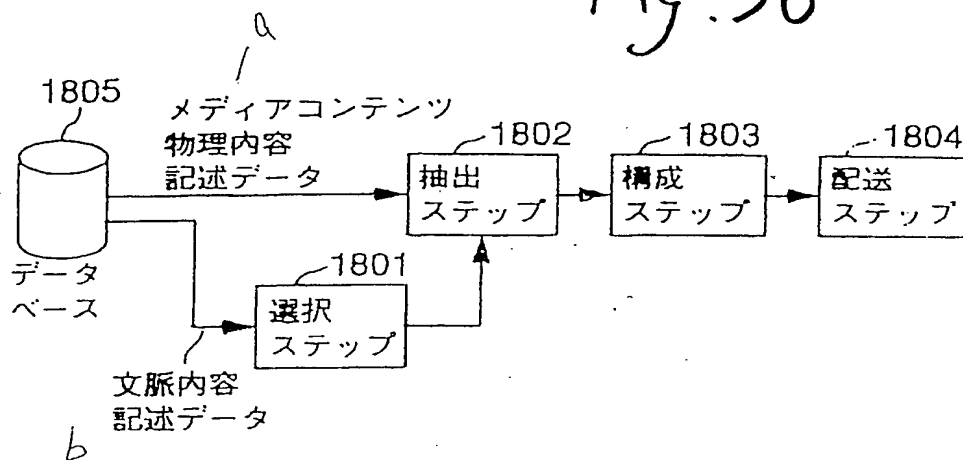 Fig. 58
a
1805
メディアコンテンツ
物理内容
記述データ
1802
抽出
ステップ
1803
構成
ステップ
1804
配送
ステップ
データ
ベース
1801
選択
ステップ
文脈内容
記述データ
b